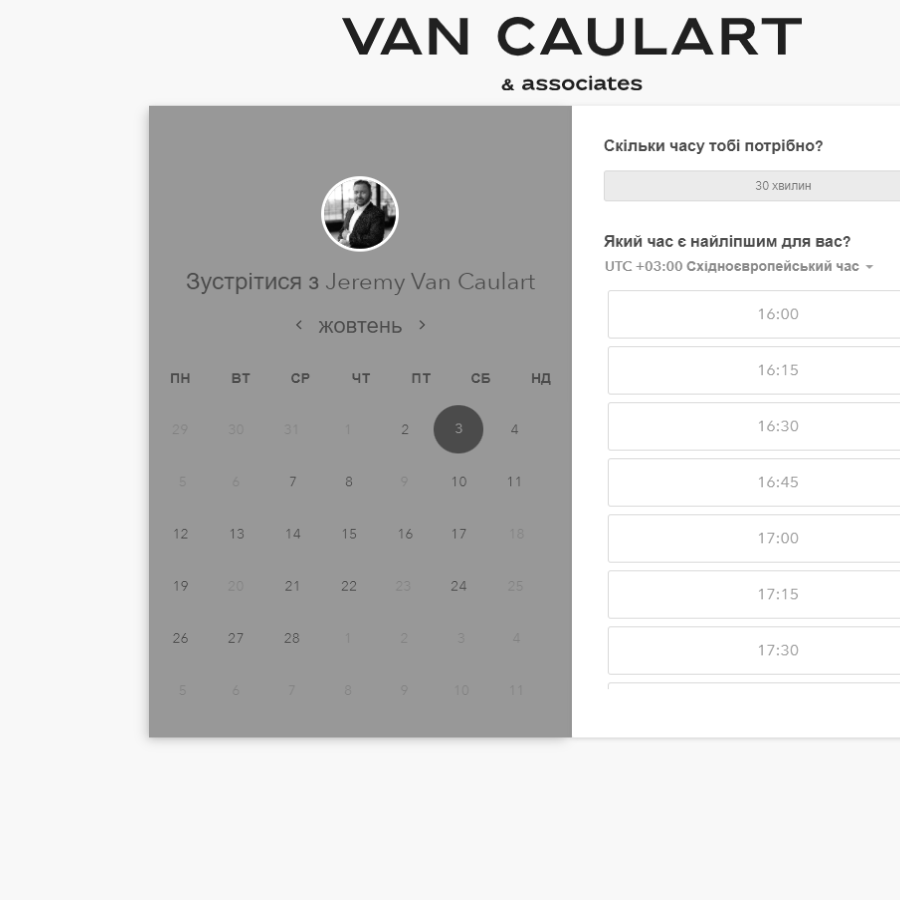 VAN CAULART
& associates
Зустрітися з Jeremy Van Caulart
жовтень
ПН ВТ СР ЧТ ПТ СБ НД
29 30 31 1 2 3 4
5 6 7 8 9 10 11
12 13 14 15 16 17 18
19 20 21 22 23 24 25
26 27 28 1 2 3 4
5 6 7 8 9 10 11
Скільки часу тобі потрібно?
30 хвилин
Який час є найліпшим для вас?
UTC +03:00 Східноєвропейський час
16:00
16:15
16:30
16:45
17:00
17:15
17:30